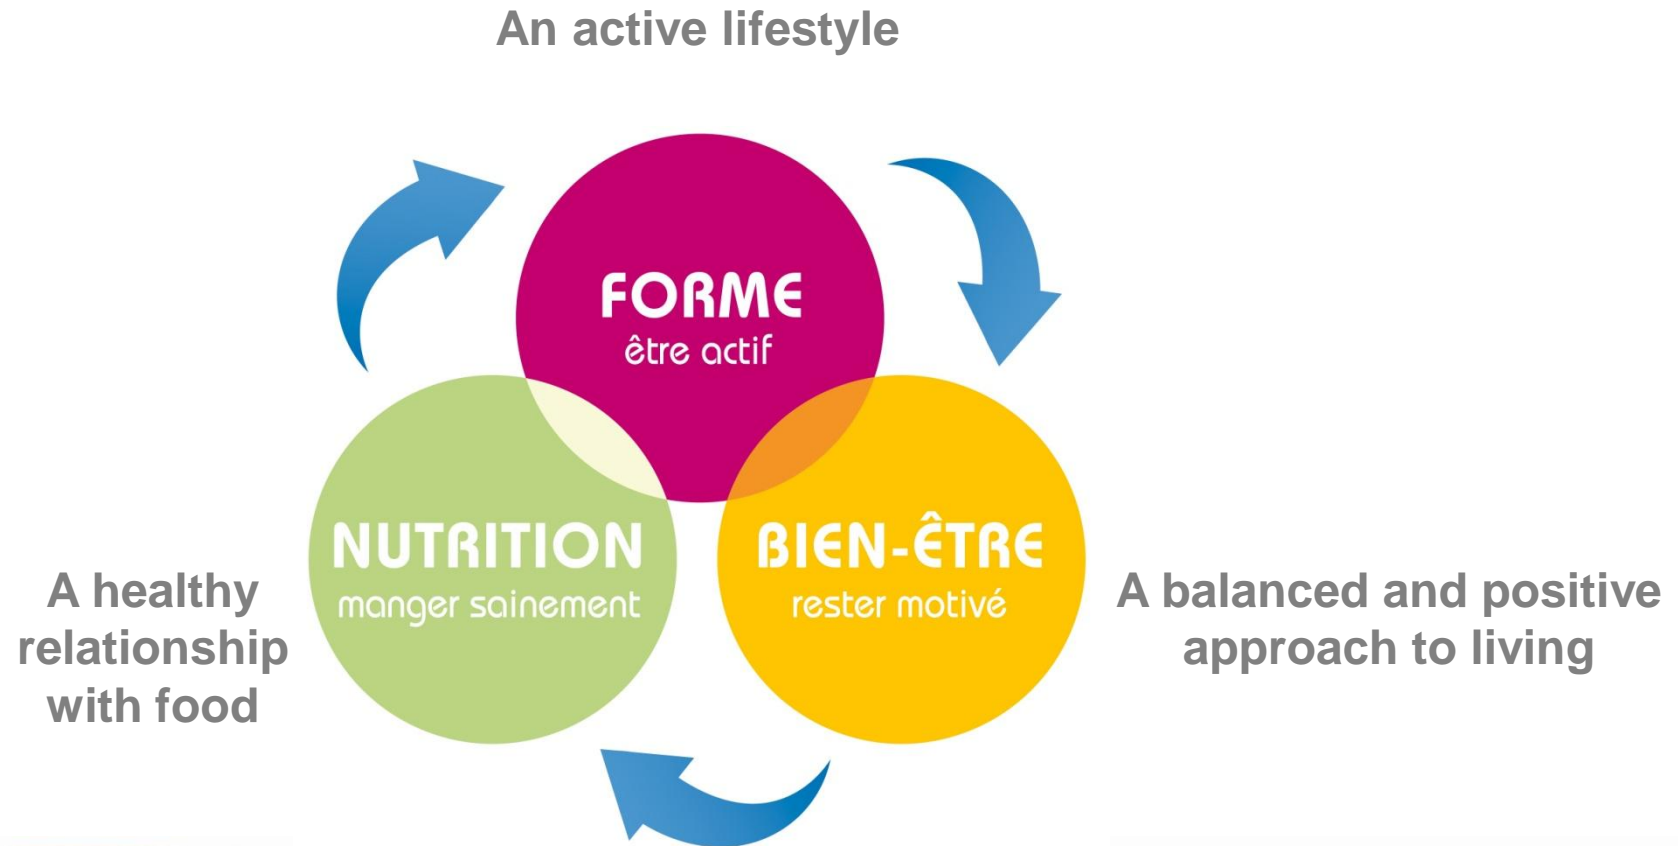 An active lifestyle
FORME
être actif
NUTRITION
manger sainement
BIEN-ÊTRE
rester motivé
A healthy
relationship
with food
A balanced and positive
approach to living